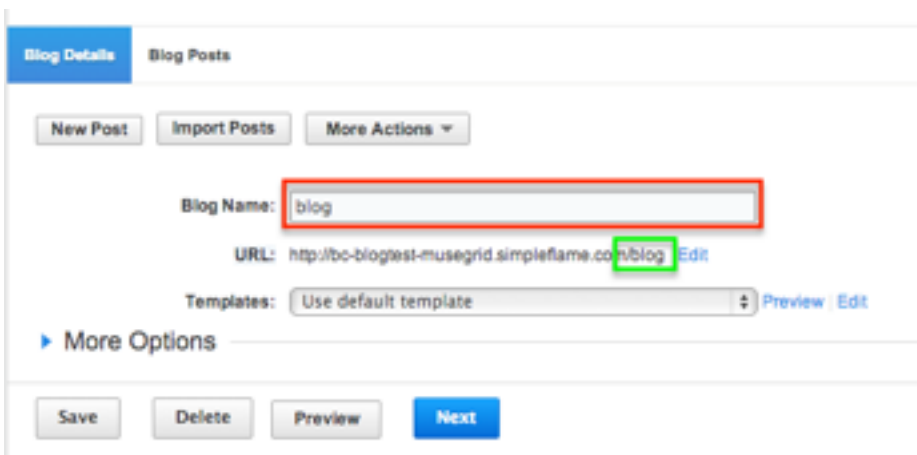 Blog Details Blog Posts
New Post Import Posts More Actions
Blog Name: blog
URL: http://bc-blogtest-musegrid.simpleflame.com/blog Edit
Templates: Use default template Preview Edit
More Options
Save Delete Preview Next